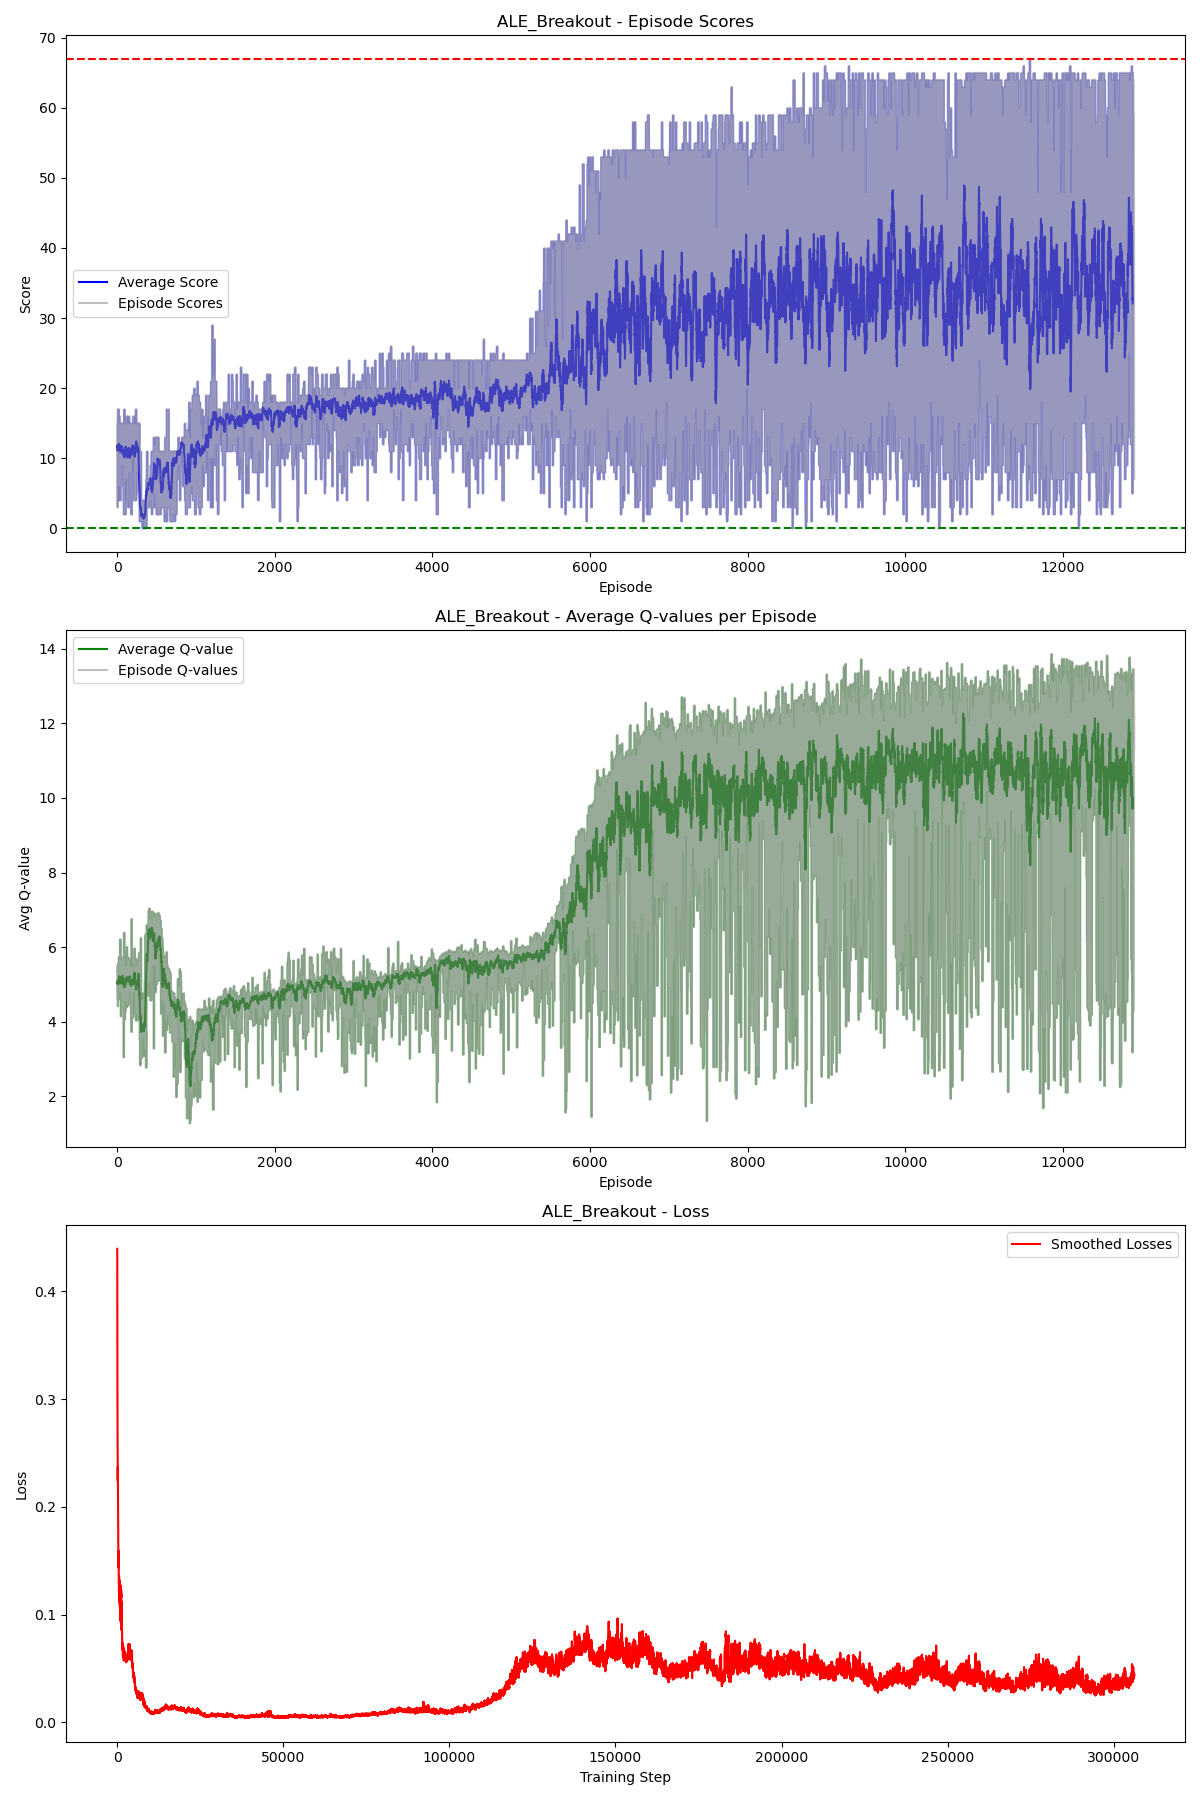 ALE_Breakout - Episode Scores
70
60
50
40
30
20
10
0
Score
Average Score
Episode Scores
0 2000 4000 6000 8000 10000 12000
Episode
ALE_Breakout - Average Q-values per Episode
14
12
10
8
6
4
2
Avg Q-value
Average Q-value
Episode Q-values
0 2000 4000 6000 8000 10000 12000
Episode
ALE_Breakout - Loss
0.4
0.3
0.2
0.1
0.0
Loss
Smoothed Losses
0 50000 100000 150000 200000 250000 300000
Training Step